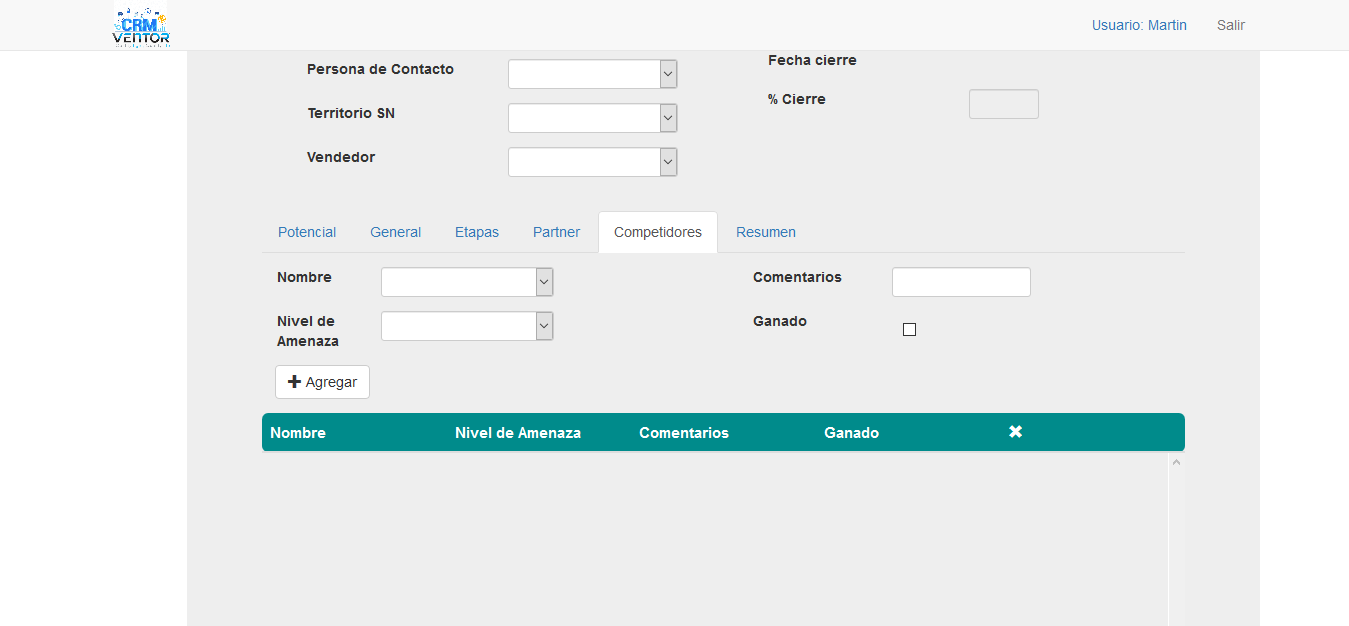 CRM
VENTOR
Usuario: Martin
Salir
Persona de Contacto
Fecha cierre
Territorio SN
% Cierre
Vendedor
Potencial
General
Etapas
Partner
Competidores
Resumen
Nombre
Comentarios
Nivel de
Amenaza
Ganado
Agregar
Nombre
Nivel de Amenaza
Comentarios
Ganado